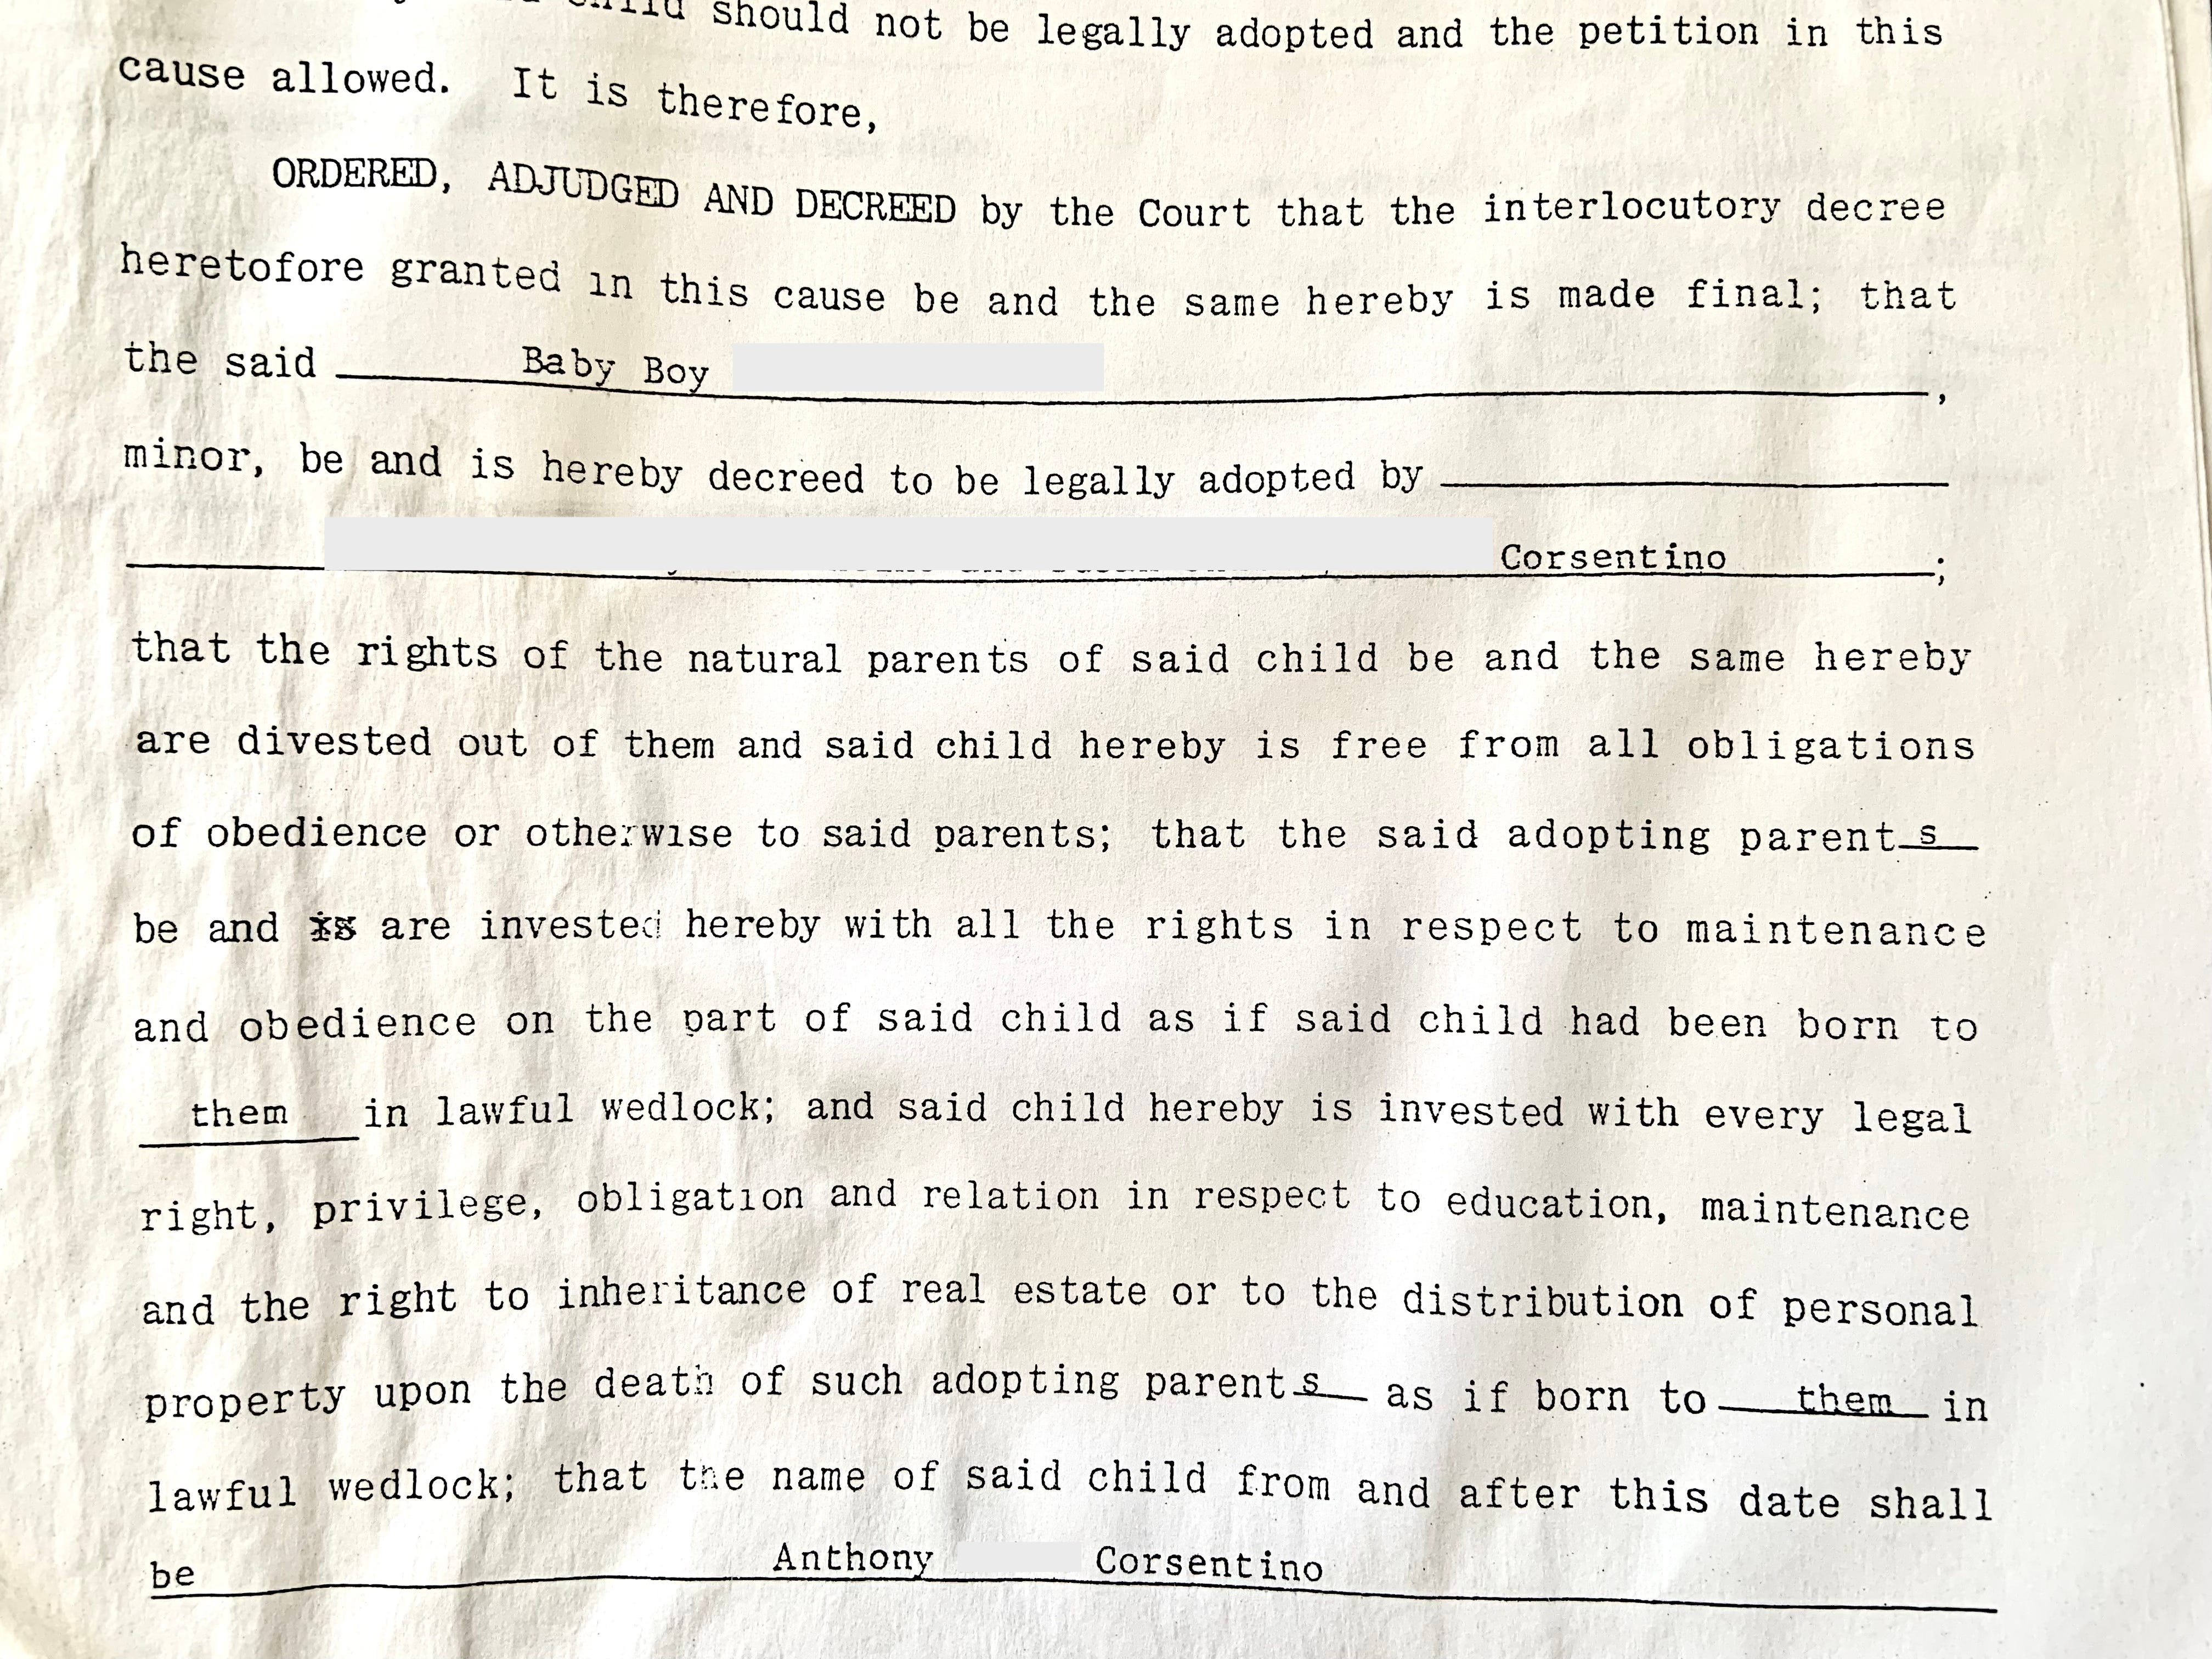 child should not be legally adopted and the petition in this
cause allowed. It is therefore,
ORDERED, ADJUDGED AND DECREED by the Court that the interlocutory decree
heretofore granted in this cause be and the same hereby is made final; that
the said Baby Boy ,
minor, be and is hereby decreed to be legally adopted by
Corsentino ;
that the rights of the natural parents of said child be and the same hereby
are divested out of them and said child hereby is free from all obligations
of obedience or otherwise to said parents; that the said adopting parent s
be and is are invested hereby with all the rights in respect to maintenance
and obedience on the part of said child as if said child had been born to
them in lawful wedlock; and said child hereby is invested with every legal
right, privilege, obligation and relation in respect to education, maintenance
and the right to inheritance of real estate or to the distribution of personal
property upon the death of such adopting parent s as if born to them in
lawful wedlock; that the name of said child from and after this date shall
be Anthony Corsentino